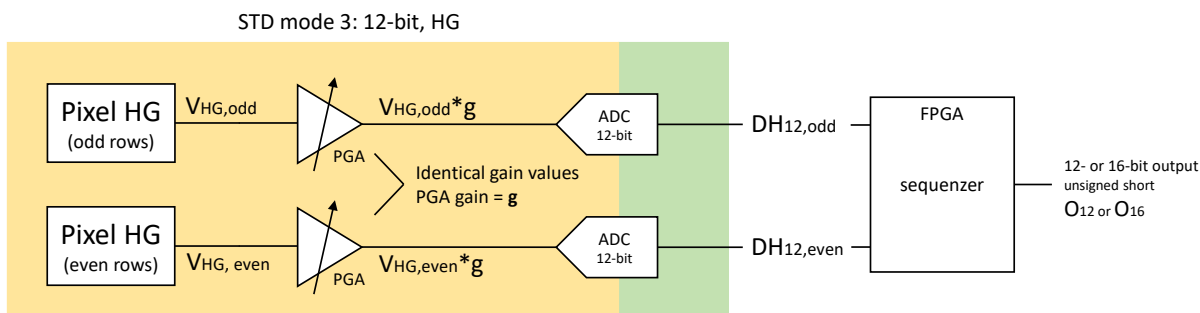 STD mode 3: 12-bit, HG
Pixel HG
(odd rows)
VHG,odd
PGA
VHG,odd*g
ADC
12-bit
DH12,odd
FPGA
sequenzer
12- or 16-bit output
unsigned short
O12 or O16
Identical gain values
PGA gain = g
Pixel HG
(even rows)
VHG, even
PGA
VHG,even*g
ADC
12-bit
DH12,even